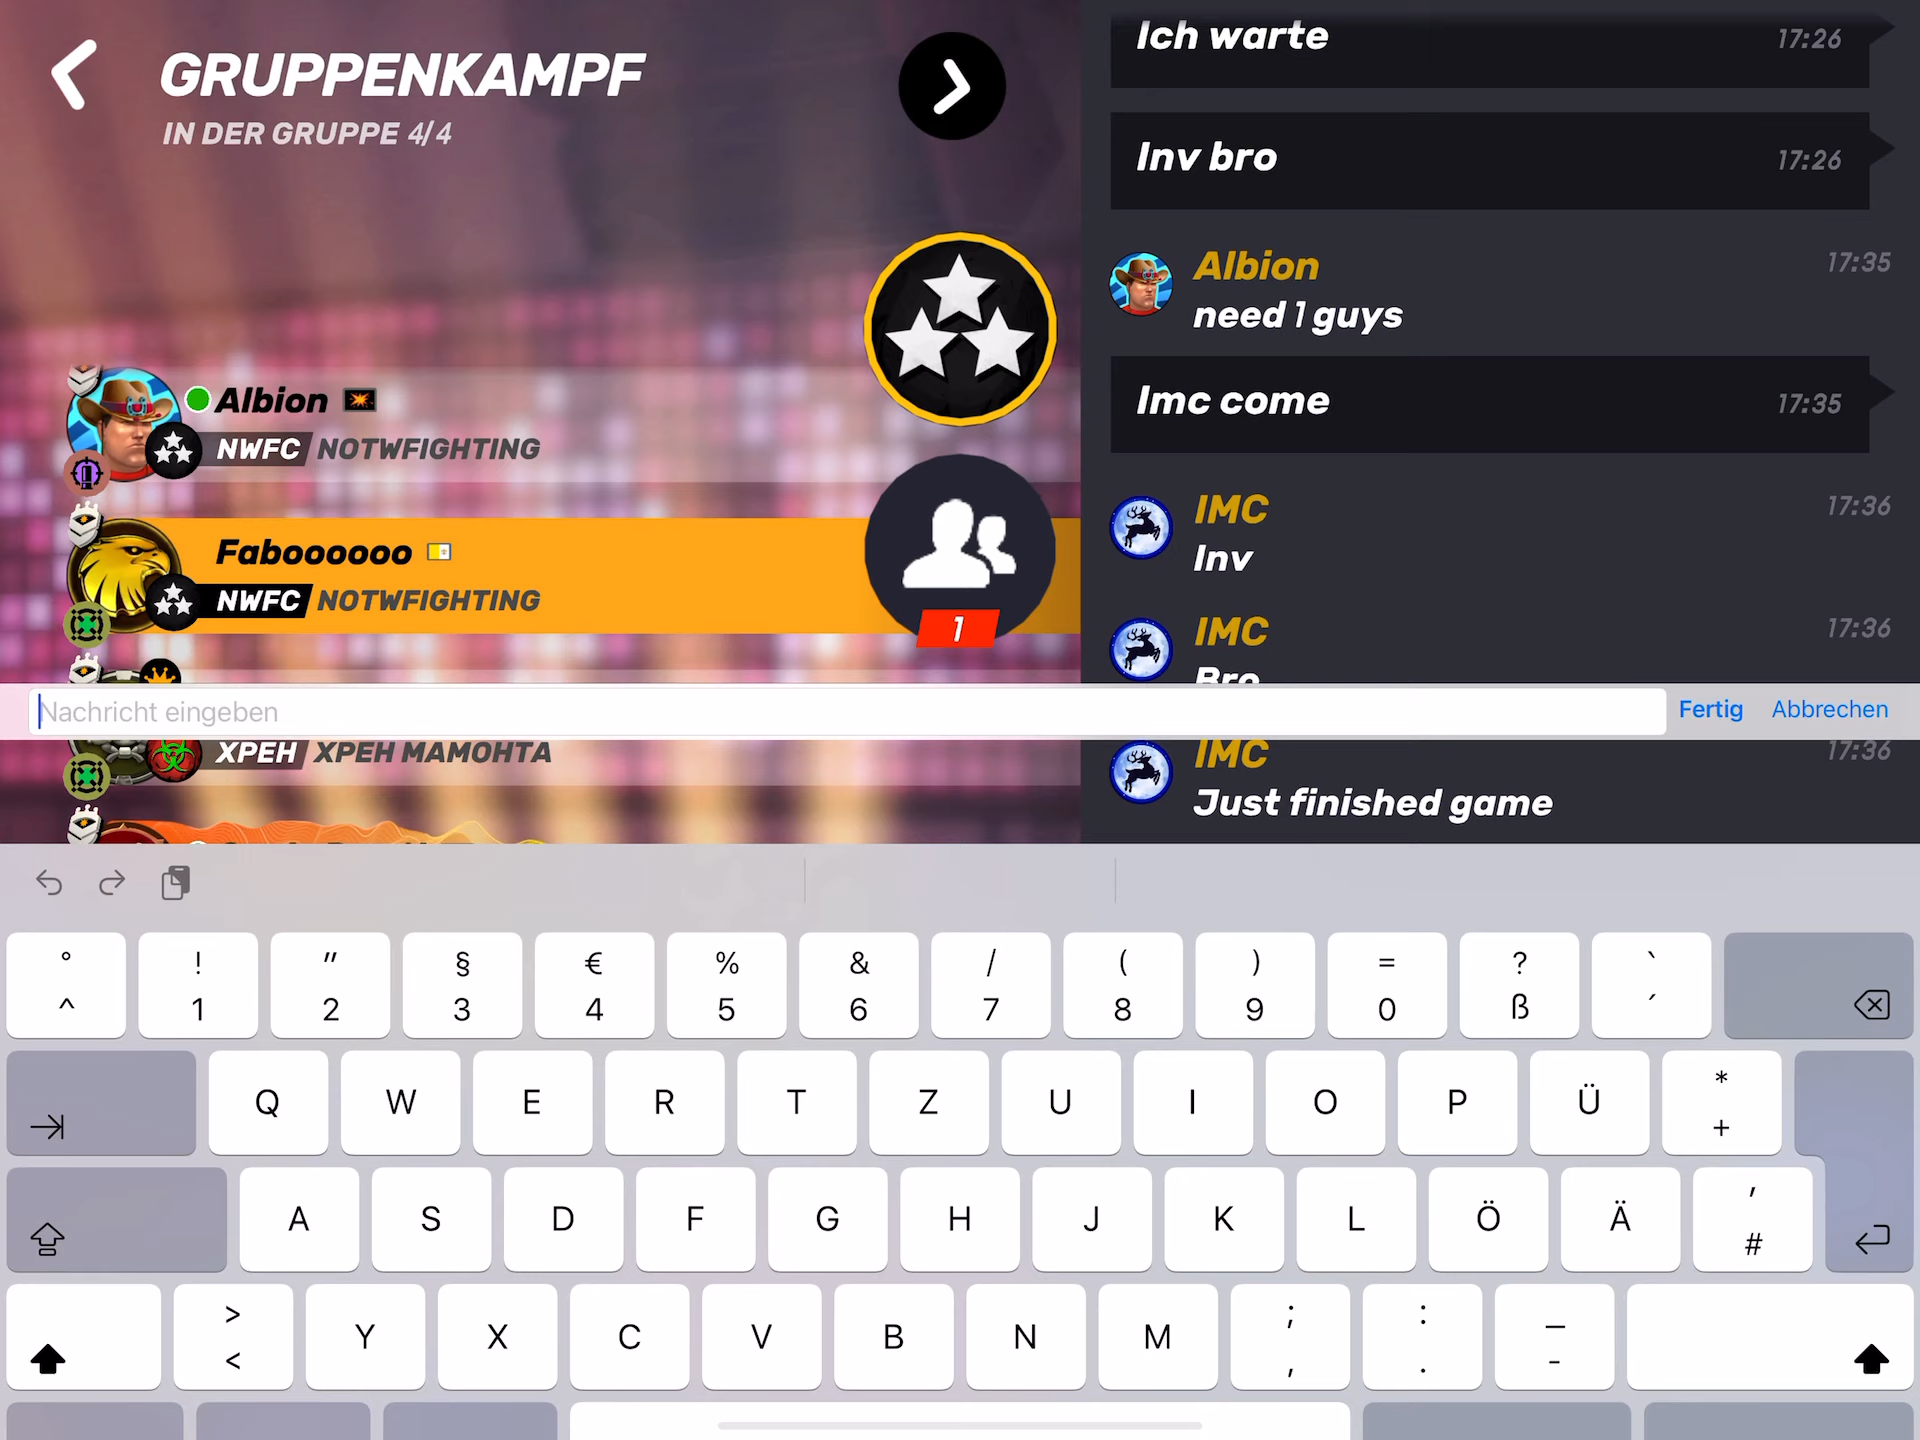 GRUPPENKAMPF
IN DER GRUPPE 4/4
Albion
NWFC NOTWFIGHTING
Faboooooo
NWFC NOTWFIGHTING
1
XPEH XPEH MAMOHTA
Ich warte 17:26
Inv bro 17:26
Albion 17:35
need 1 guys
Imc come 17:35
IMC 17:36
Inv
IMC 17:36
Bro
Nachricht eingeben Fertig Abbrechen
IMC 17:36
Just finished game
° ! " § € % & / ( ) = ? `
^ 1 2 3 4 5 6 7 8 9 0 ß ´
Q W E R T Z U I O P Ü * +
A S D F G H J K L Ö Ä ' #
> < Y X C V B N M ; , : . _ -